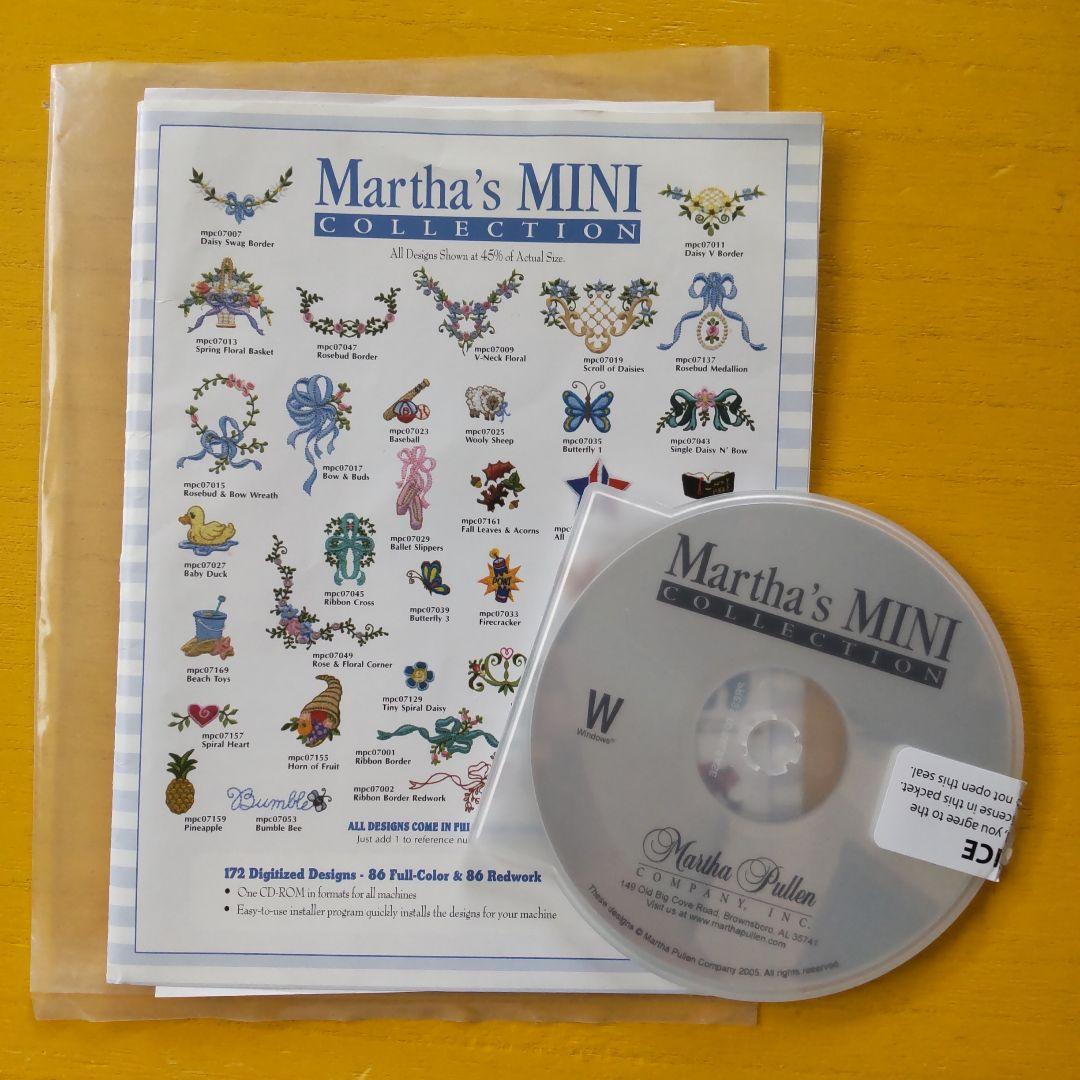 Martha's MINI
COLLECTION
All Designs Shown at 45% of Actual Size.
mpc07007
Daisy Swag Border
mpc07011
Daisy V Border
mpc07013
Spring Floral Basket
mpc07047
Rosebud Border
mpc07009
V-Neck Floral
mpc07019
Scroll of Daisies
mpc07137
Rosebud Medallion
mpc07015
Rosebud & Bow Wreath
mpc07017
Bow & Buds
mpc07023
Baseball
mpc07025
Wooly Sheep
mpc07035
Butterfly 1
mpc07043
Single Daisy N' Bow
mpc07027
Baby Duck
mpc07045
Ribbon Cross
mpc07029
Ballet Slippers
mpc07161
Fall Leaves & Acorns
mpc
All
mpc07169
Beach Toys
mpc07049
Rose & Floral Corner
mpc07039
Butterfly 3
POW!
mpc07033
Firecracker
mpc07129
Tiny Spiral Daisy
mpc07157
Spiral Heart
mpc07155
Horn of Fruit
mpc07001
Ribbon Border
mpc07002
Ribbon Border Redwork
mpc07159
Pineapple
Bumble
mpc07053
Bumble Bee
ALL DESIGNS COME IN
Just add 1 to reference
172 Digitized Designs - 86 Full-Color & 86 Redwork
• One CD-ROM in formats for all machines
• Easy-to-use installer program quickly installs the designs for your machine
Martha's MINI
COLLECTION
W
Windows
ICE
, you agree to the
cense in this packet.
not open this seal.
Martha Pullen
COMPANY, INC.
149 Old Big Cove Road, Brownsboro, AL 35741
Visit us at www.marthapullen.com
These designs © Martha Pullen Company 2005. All rights reserved.